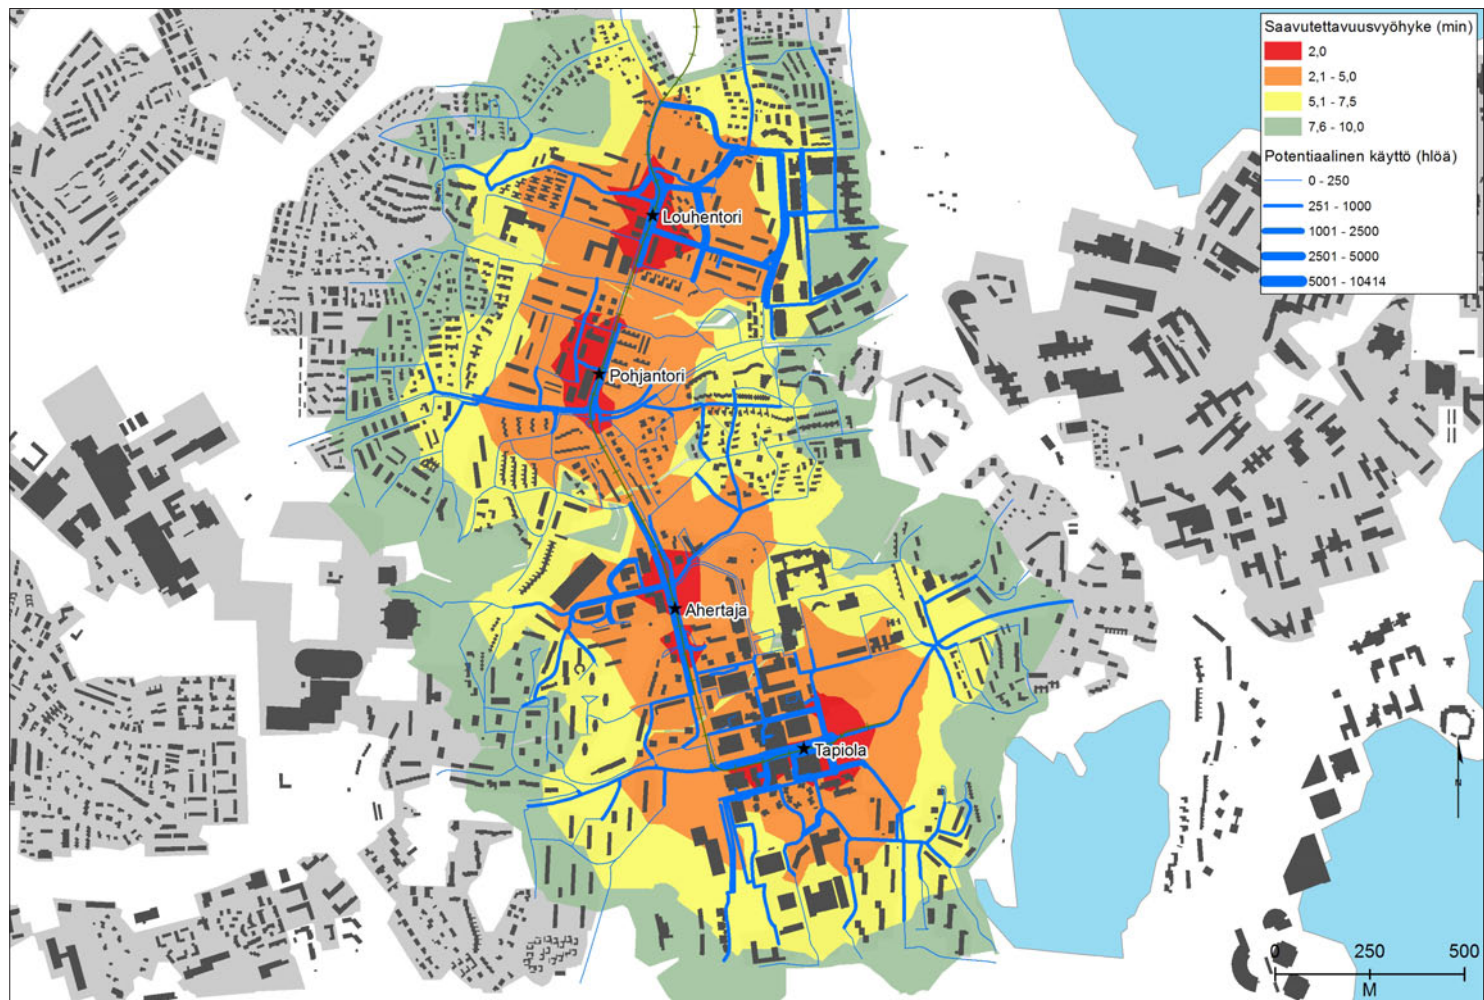 Saavutettavuusvyöhyke (min)
2,0
2,1 - 5,0
5,1 - 7,5
7,6 - 10,0
Potentiaalinen käyttö (hlöä)
0 - 250
251 - 1000
1001 - 2500
2501 - 5000
5001 - 10414
Louhentori
Pohjantori
Ahertaja
Tapiola
0 250 500
M